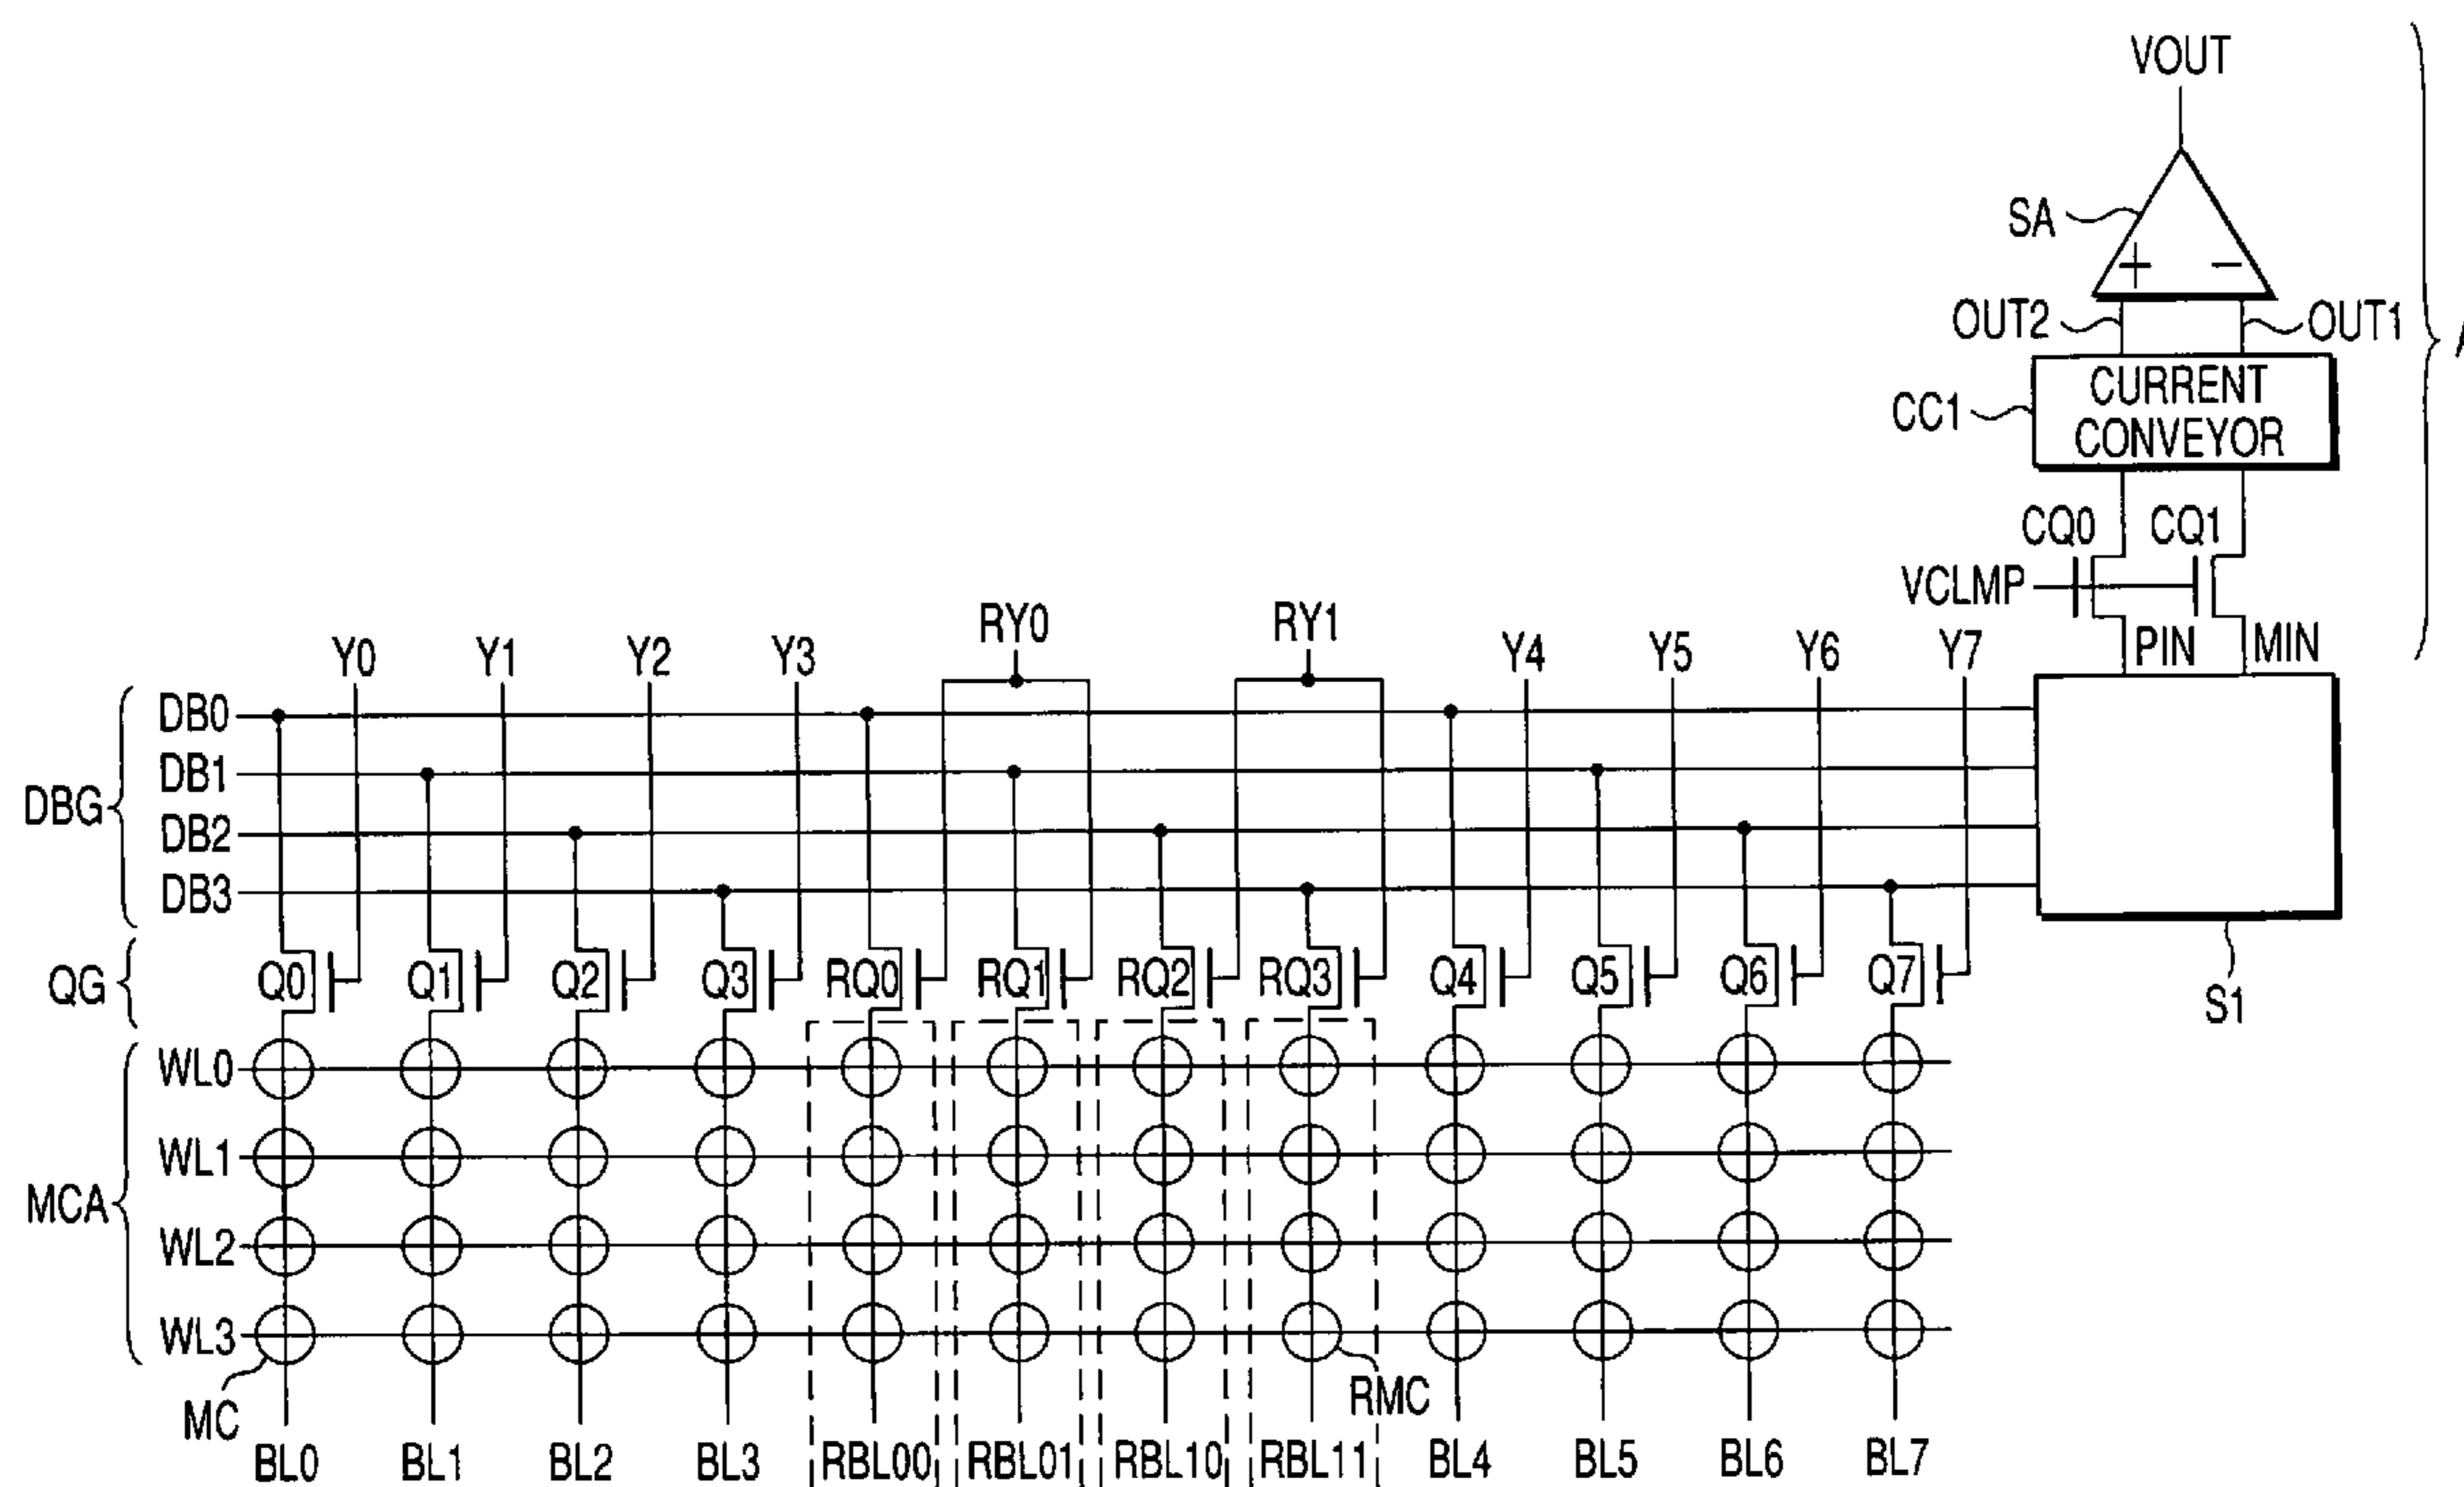 VOUT
SA
+ −
OUT2 OUT1
CURRENT
CONVEYOR
CC1
CQ0 CQ1
VCLMP
PIN MIN
Y0 Y1 Y2 Y3 RY0 RY1 Y4 Y5 Y6 Y7
DBG
DB0
DB1
DB2
DB3
QG
Q0 Q1 Q2 Q3 RQ0 RQ1 RQ2 RQ3 Q4 Q5 Q6 Q7
S1
MCA
WL0
WL1
WL2
WL3
MC
RMC
BL0 BL1 BL2 BL3 RBL00 RBL01 RBL10 RBL11 BL4 BL5 BL6 BL7